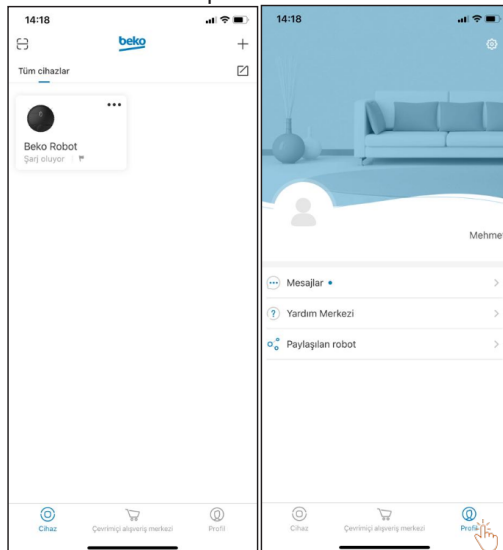 14:18
beko
Tüm cihazlar
Beko Robot
Şarj oluyor
Cihaz
Çevrimiçi alışveriş merkezi
Profil
14:18
Mehmet
Mesajlar
Yardım Merkezi
Paylaşılan robot
Cihaz
Çevrimiçi alışveriş merkezi
Profil